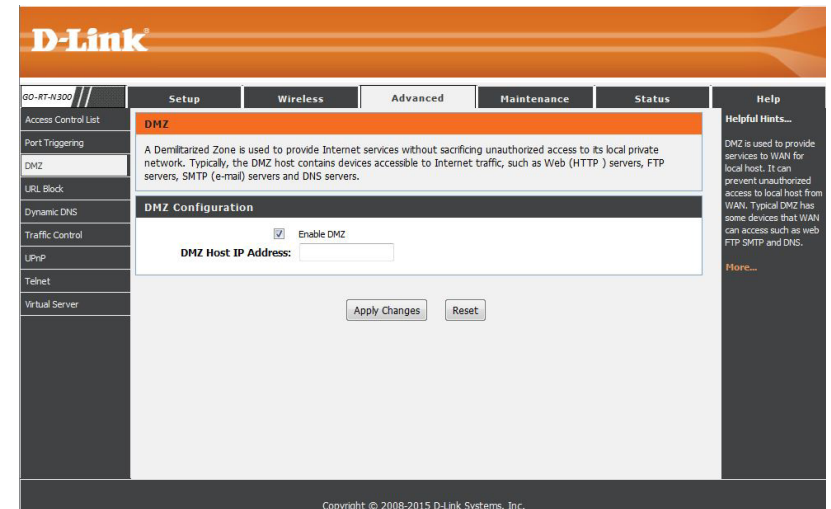 D-Link
GO-RT-N300
Setup
Wireless
Advanced
Maintenance
Status
Help
Access Control List
Port Triggering
DMZ
URL Block
Dynamic DNS
Traffic Control
UPnP
Telnet
Virtual Server
DMZ
A Demilitarized Zone is used to provide Internet services without sacrificing unauthorized access to its local private
network. Typically, the DMZ host contains devices accessible to Internet traffic, such as Web (HTTP ) servers, FTP
servers, SMTP (e-mail) servers and DNS servers.
DMZ Configuration
Enable DMZ
DMZ Host IP Address:
Apply Changes
Reset
Helpful Hints...
DMZ is used to provide
services to WAN for
local host. It can
prevent unauthorized
access to local host from
WAN. Typical DMZ has
some devices that WAN
can access such as web
FTP SMTP and DNS.
More...
Copyright © 2008-2015 D-Link Systems, Inc.